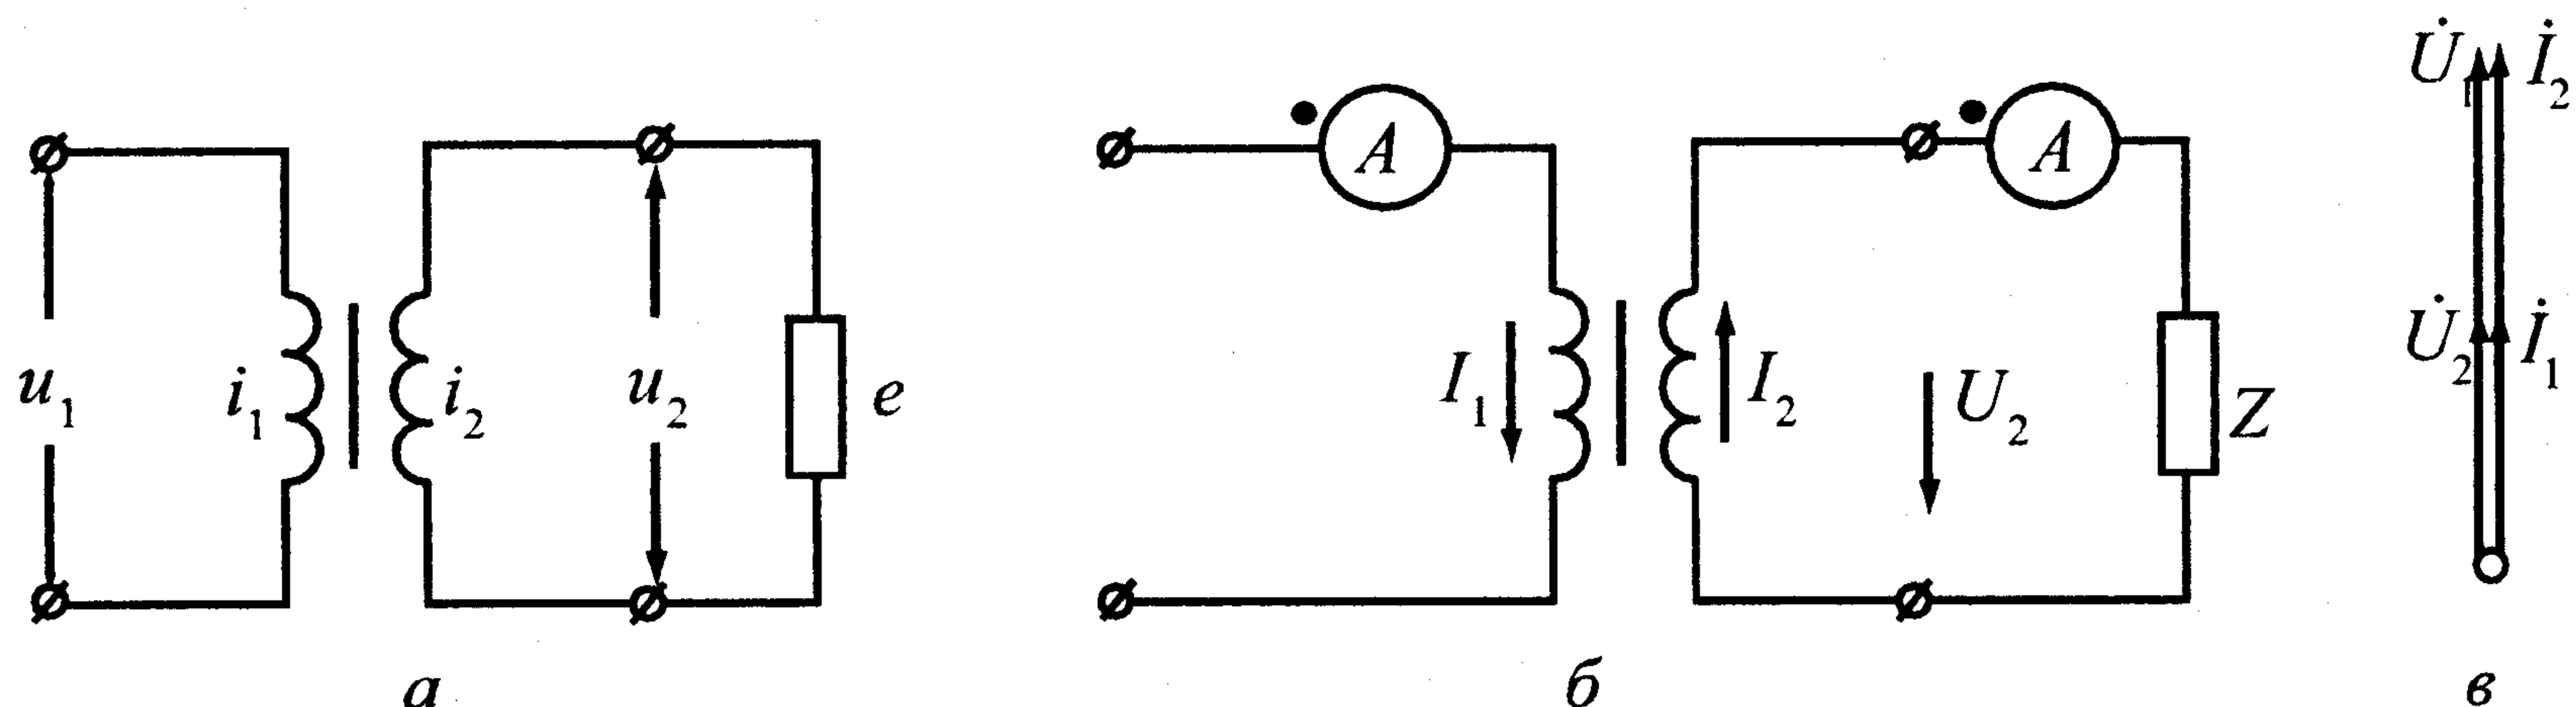 u₁
i₁
i₂
u₂
e
а
A
I₁
I₂
A
U₂
Z
б
U̇₁
İ₂
U̇₂
İ₁
в